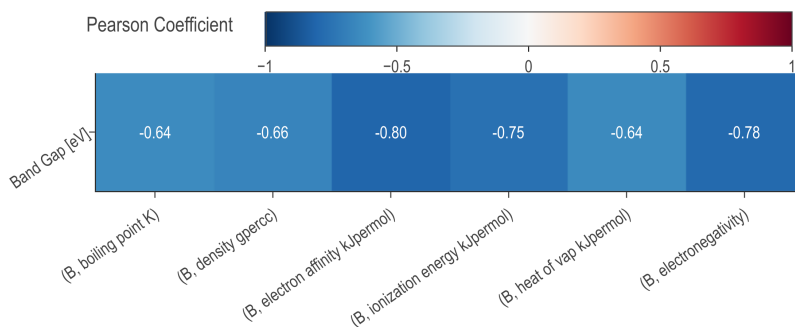 Pearson Coefficient
−1 −0.5 0 0.5 1
Band Gap [eV]
-0.64 -0.66 -0.80 -0.75 -0.64 -0.78
(B, boiling point K)
(B, density gpercc)
(B, electron affinity kJpermol)
(B, ionization energy kJpermol)
(B, heat of vap kJpermol)
(B, electronegativity)